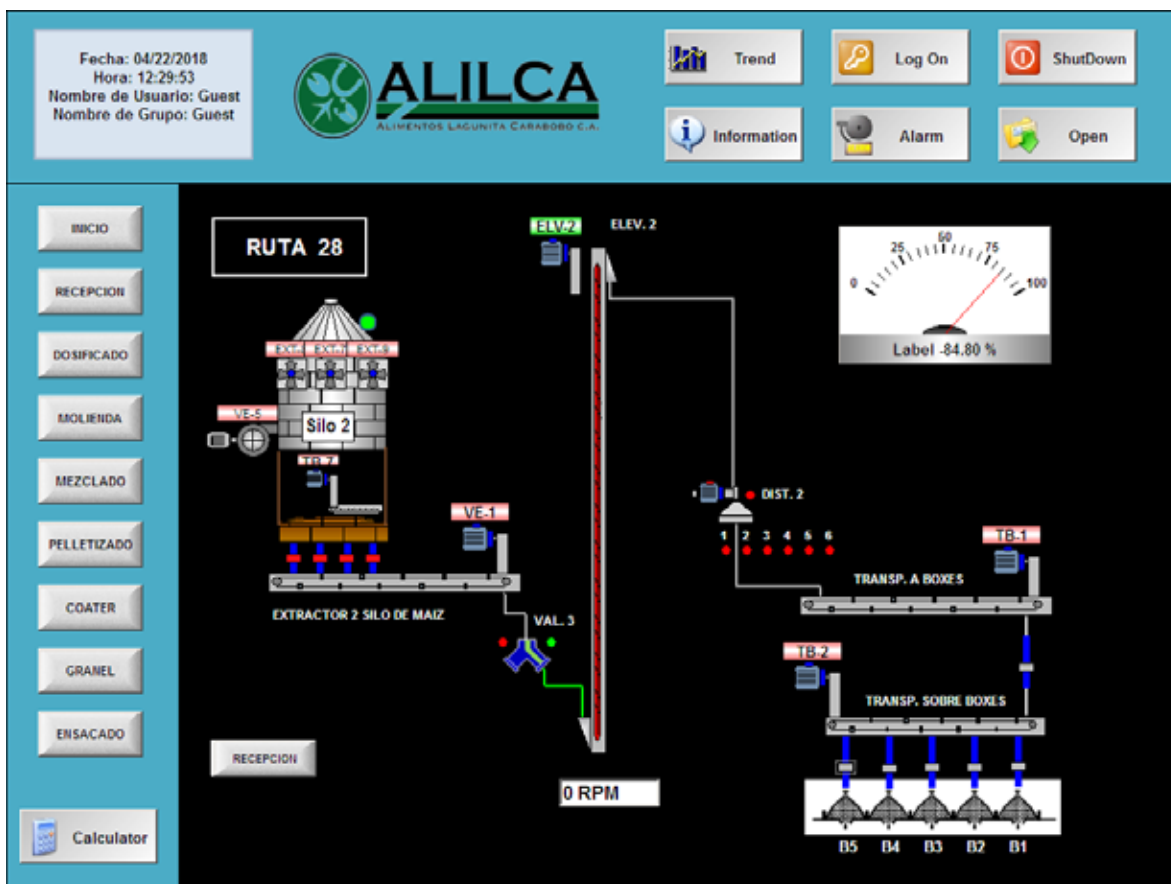 Fecha: 04/22/2018
Hora: 12:29:53
Nombre de Usuario: Guest
Nombre de Grupo: Guest
ALILCA
ALIMENTOS LAGUNITA CARABOBO C.A.
Trend
Log On
ShutDown
Information
Alarm
Open
INICIO
RECEPCION
DOSIFICADO
MOLIENDA
MEZCLADO
PELLETIZADO
COATER
GRANEL
ENSACADO
Calculator
RUTA 28
ELV-2
ELEV. 2
0
25
50
75
100
Label -84.80 %
EXT-7
VE-5
Silo 2
TR-7
VE-1
EXTRACTOR 2 SILO DE MAIZ
VAL. 3
DIST. 2
1 2 3 4 5 6
TB-1
TRANSP. A BOXES
TB-2
TRANSP. SOBRE BOXES
RECEPCION
0 RPM
B5 B4 B3 B2 B1